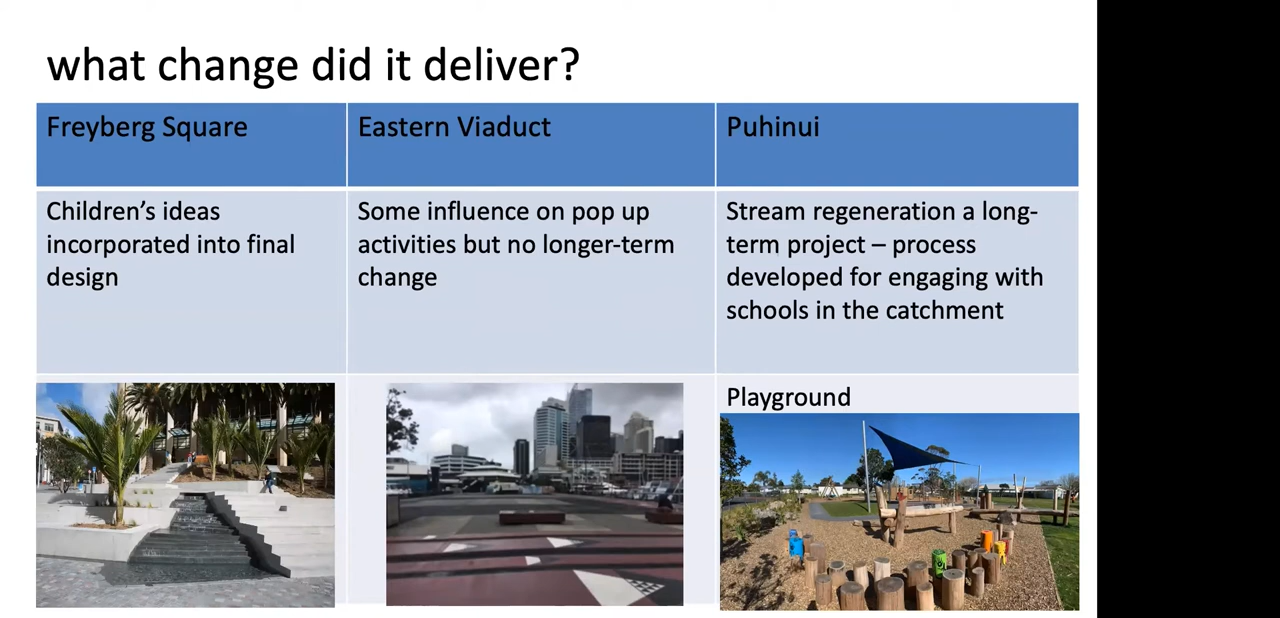 what change did it deliver?
Freyberg Square
Eastern Viaduct
Puhinui
Children’s ideas
incorporated into final
design
Some influence on pop up
activities but no longer-term
change
Stream regeneration a long-
term project – process
developed for engaging with
schools in the catchment
Playground